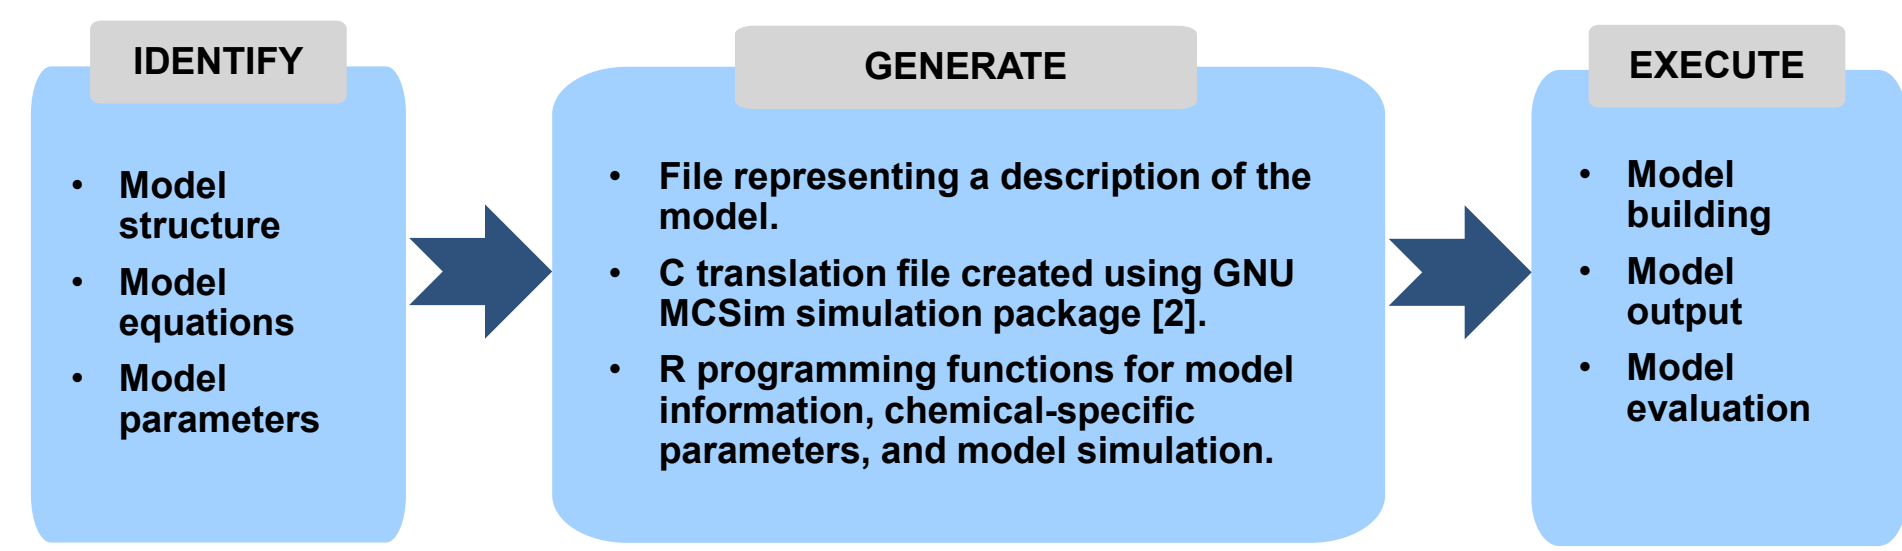 IDENTIFY
• Model
structure
• Model
equations
• Model
parameters
GENERATE
• File representing a description of the
model.
• C translation file created using GNU
MCSim simulation package [2].
• R programming functions for model
information, chemical-specific
parameters, and model simulation.
EXECUTE
• Model
building
• Model
output
• Model
evaluation